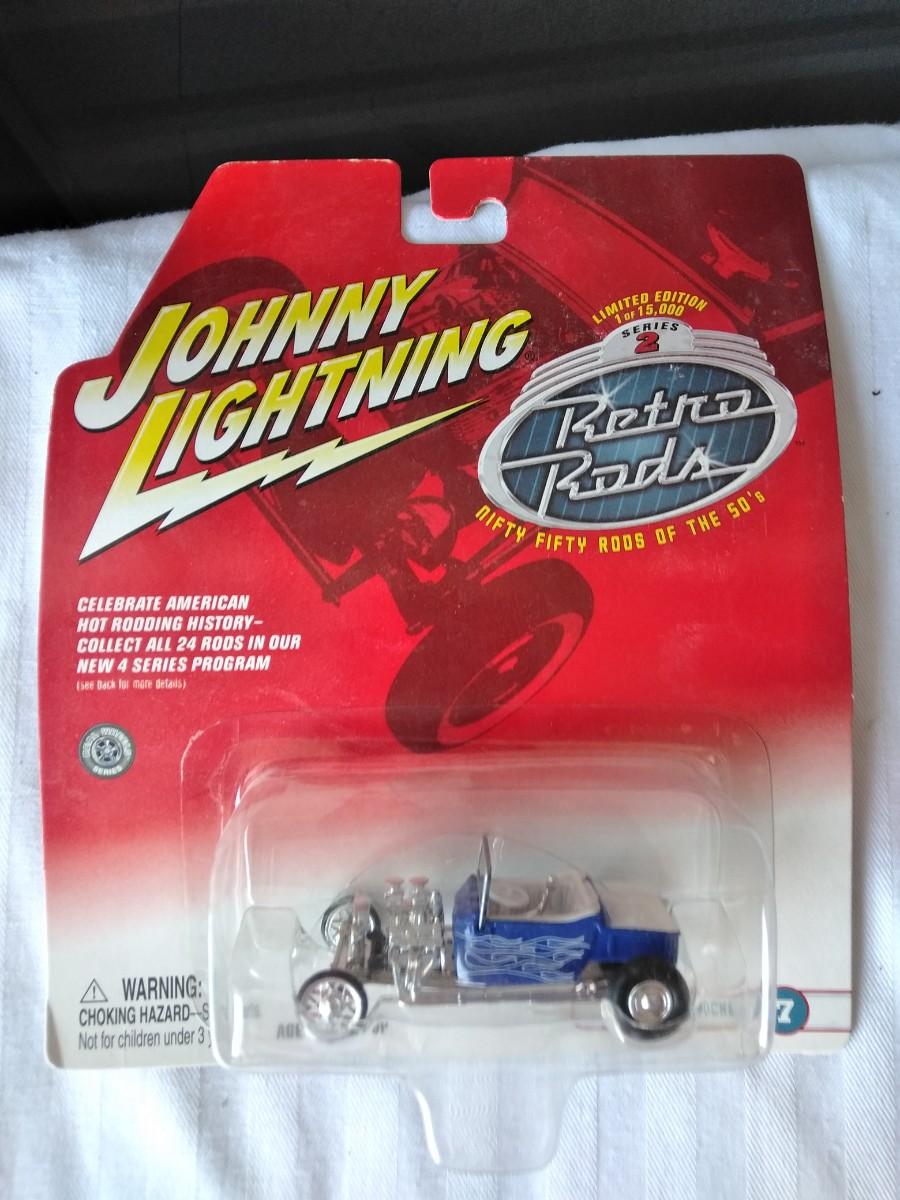 JOHNNY
LIGHTNING
®
LIMITED EDITION
1 OF 15,000
SERIES
2
Retro
Rods
™
NIFTY FIFTY RODS OF THE 50's
CELEBRATE AMERICAN
HOT RODDING HISTORY–
COLLECT ALL 24 RODS IN OUR
NEW 4 SERIES PROGRAM
(see back for more details)
SERIES
WARNING:
CHOKING HAZARD–S
Not for children under 3
7